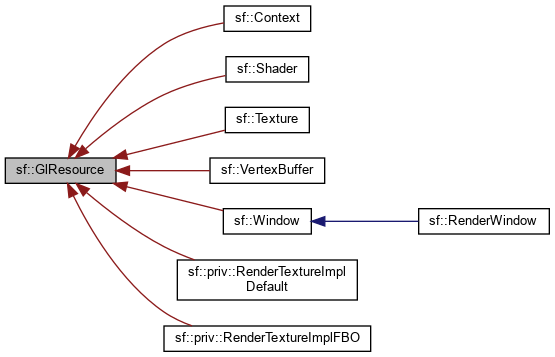 sf::Context
sf::Shader
sf::Texture
sf::GlResource
sf::VertexBuffer
sf::Window
sf::RenderWindow
sf::priv::RenderTextureImpl
Default
sf::priv::RenderTextureImplFBO